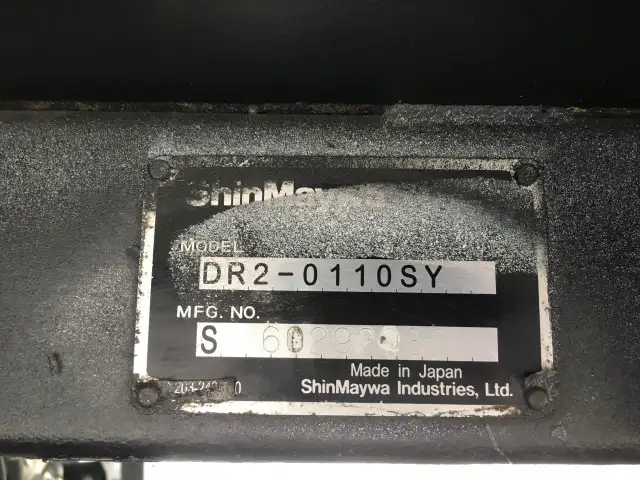 ShinMaywa
MODEL
DR2-0110SY
MFG. NO.
S
Made in Japan
ShinMaywa Industries, Ltd.